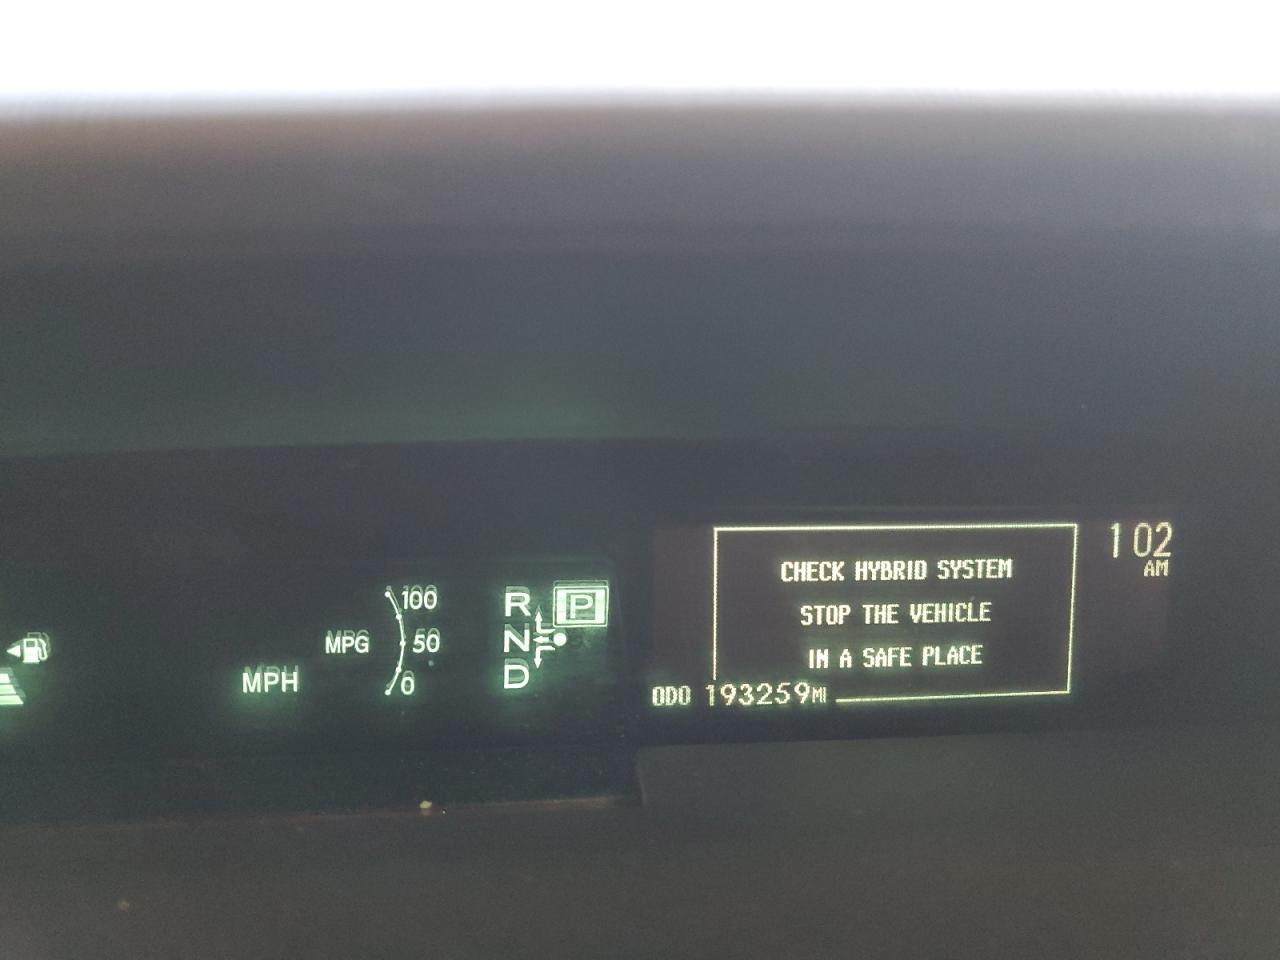 100
MPG 50
MPH 0
R P
N
D
CHECK HYBRID SYSTEM
STOP THE VEHICLE
IN A SAFE PLACE
ODO 193259MI
1 02
AM